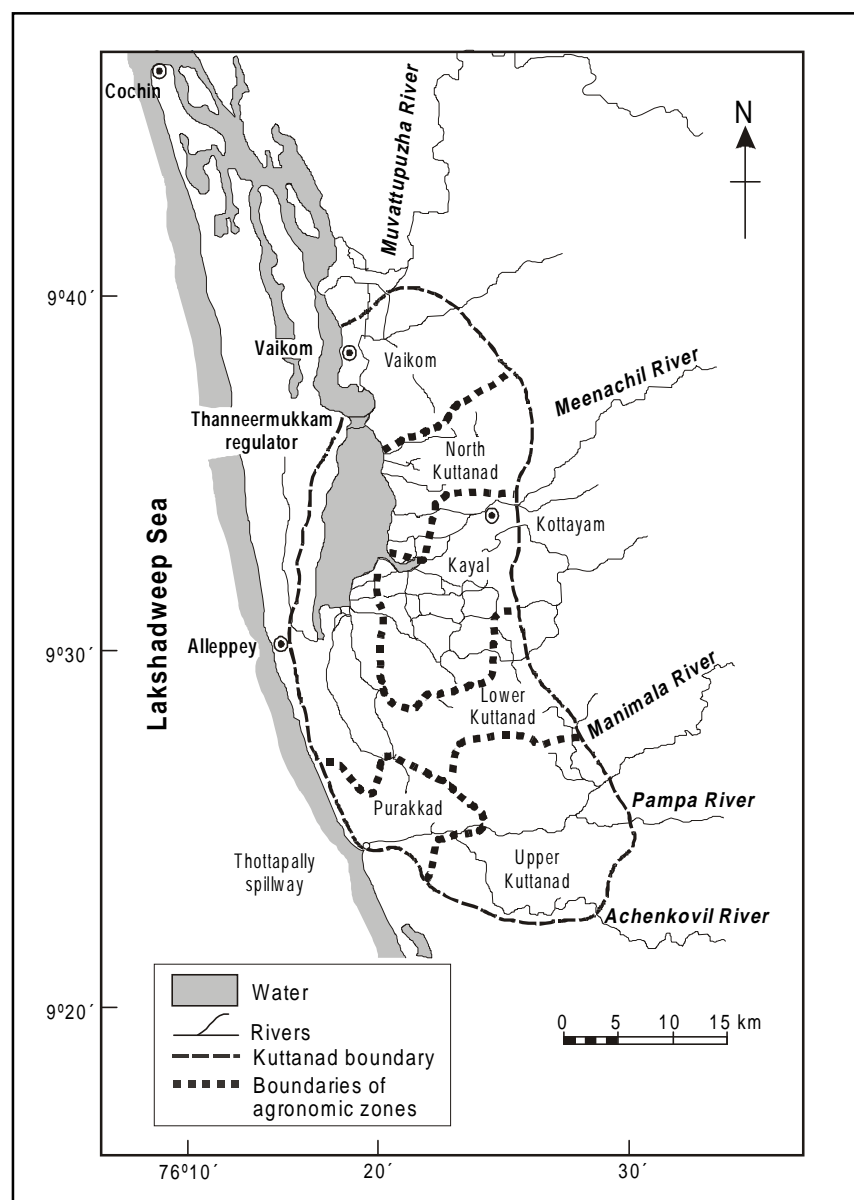 Cochin
Muvattupuzha River
N
9º40´
Vaikom
Vaikom
Meenachil River
Thanneermukkam
regulator
North
Kuttanad
Kottayam
Kayal
Lakshadweep Sea
9º30´
Alleppey
Lower
Kuttanad
Manimala River
Purakkad
Pampa River
Thottapally
spillway
Upper
Kuttanad
Achenkovil River
Water
Rivers
Kuttanad boundary
Boundaries of
agronomic zones
9º20´
0 5 10 15 km
76º10´ 20´ 30´